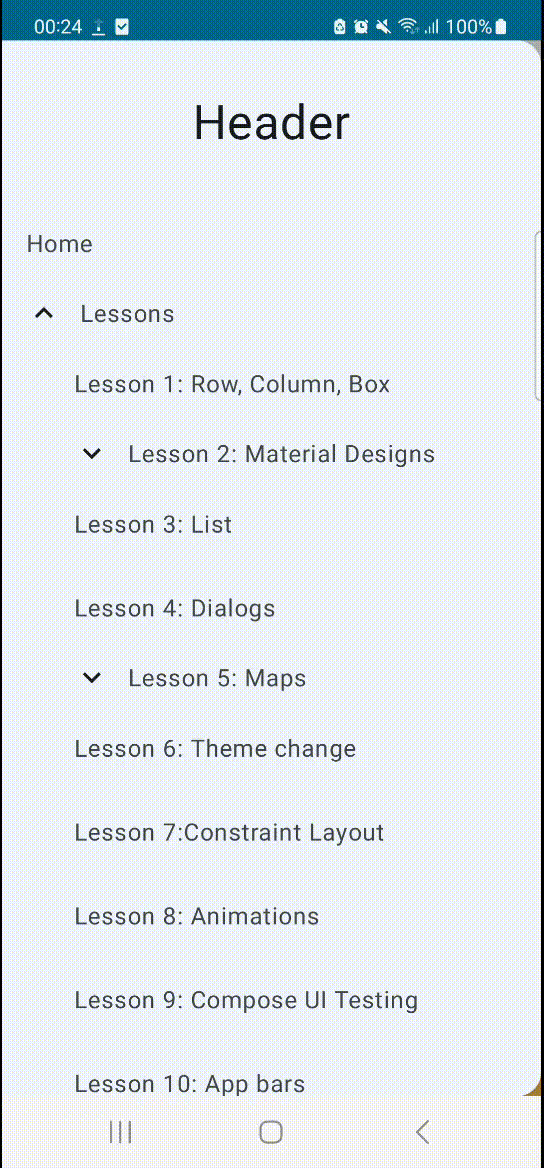 00:24 100%
Header
Home
Lessons
Lesson 1: Row, Column, Box
Lesson 2: Material Designs
Lesson 3: List
Lesson 4: Dialogs
Lesson 5: Maps
Lesson 6: Theme change
Lesson 7:Constraint Layout
Lesson 8: Animations
Lesson 9: Compose UI Testing
Lesson 10: App bars